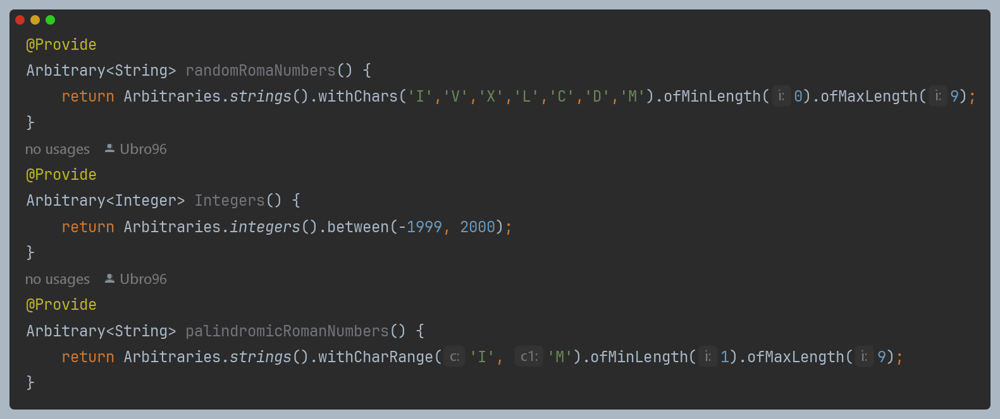 @Provide
Arbitrary<String> randomRomaNumbers() {
    return Arbitraries.strings().withChars('I','V','X','L','C','D','M').ofMinLength( i: 0).ofMaxLength( i: 9);
}
no usages Ubro96
@Provide
Arbitrary<Integer> Integers() {
    return Arbitraries.integers().between(-1999, 2000);
}
no usages Ubro96
@Provide
Arbitrary<String> palindromicRomanNumbers() {
    return Arbitraries.strings().withCharRange( c: 'I', c1: 'M').ofMinLength( i: 1).ofMaxLength( i: 9);
}